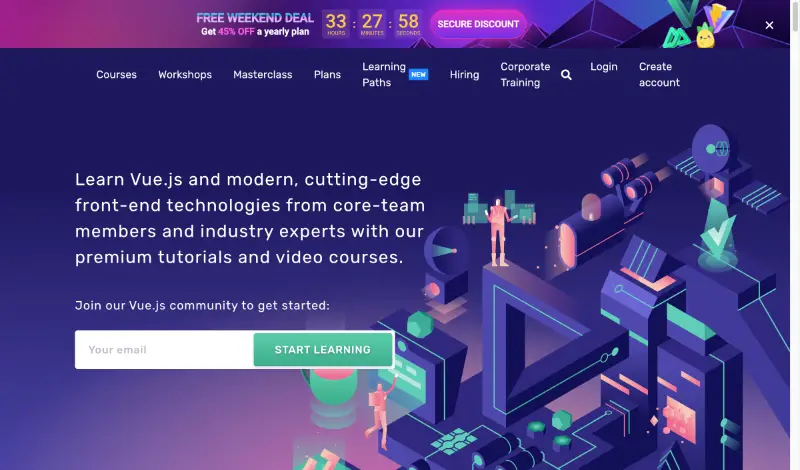 FREE WEEKEND DEAL
Get 45% OFF a yearly plan
33 : 27 : 58
HOURS MINUTES SECONDS
SECURE DISCOUNT
Courses
Workshops
Masterclass
Plans
Learning
Paths
NEW
Hiring
Corporate
Training
Login
Create
account
Learn Vue.js and modern, cutting-edge
front-end technologies from core-team
members and industry experts with our
premium tutorials and video courses.
Join our Vue.js community to get started:
Your email
START LEARNING